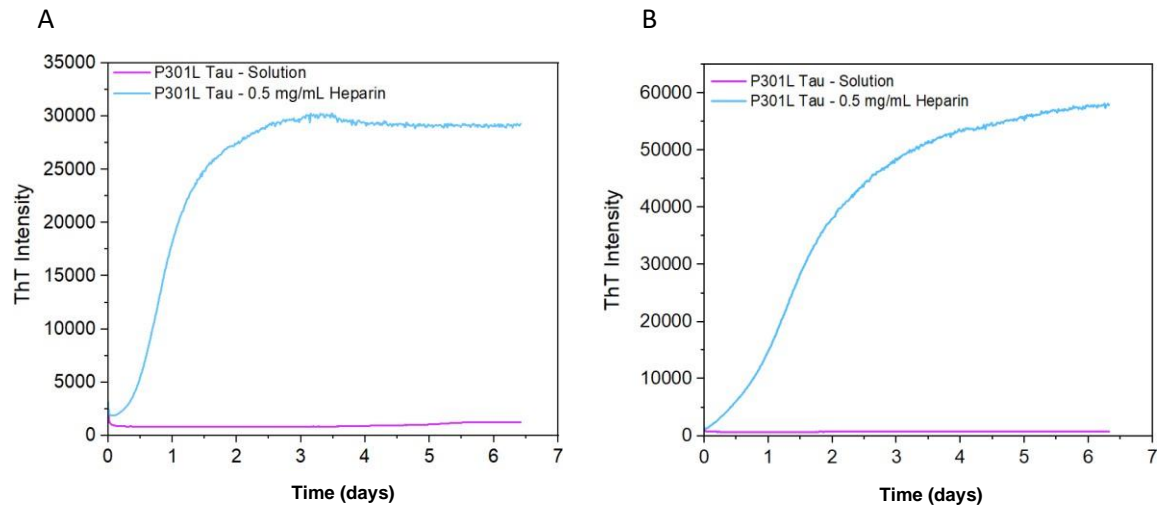 A
35000
P301L Tau - Solution
P301L Tau - 0.5 mg/mL Heparin
30000
25000
20000
15000
10000
5000
0
ThT Intensity
0 1 2 3 4 5 6 7
Time (days)
B
60000
P301L Tau - Solution
P301L Tau - 0.5 mg/mL Heparin
50000
40000
30000
20000
10000
0
ThT Intensity
0 1 2 3 4 5 6 7
Time (days)